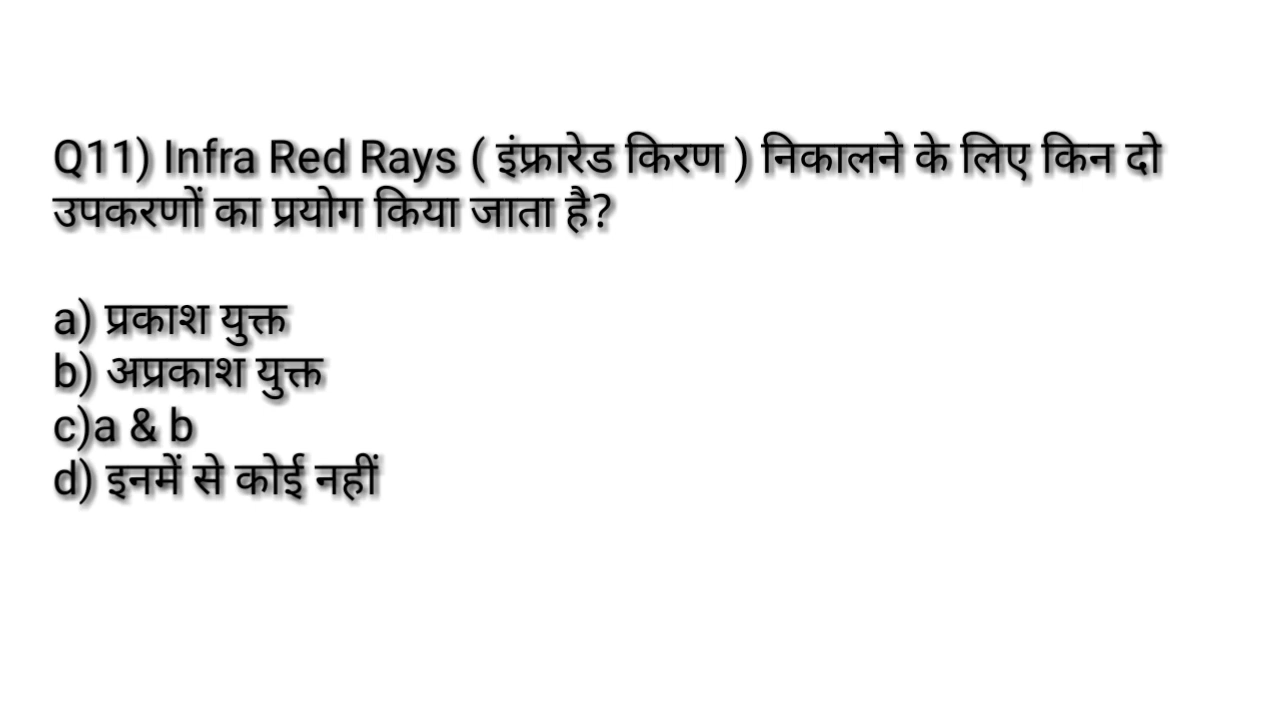 Q11) Infra Red Rays ( इंफ्रारेड किरण ) निकालने के लिए किन दो
उपकरणों का प्रयोग किया जाता है?
a) प्रकाश युक्त
b) अप्रकाश युक्त
c)a & b
d) इनमें से कोई नहीं